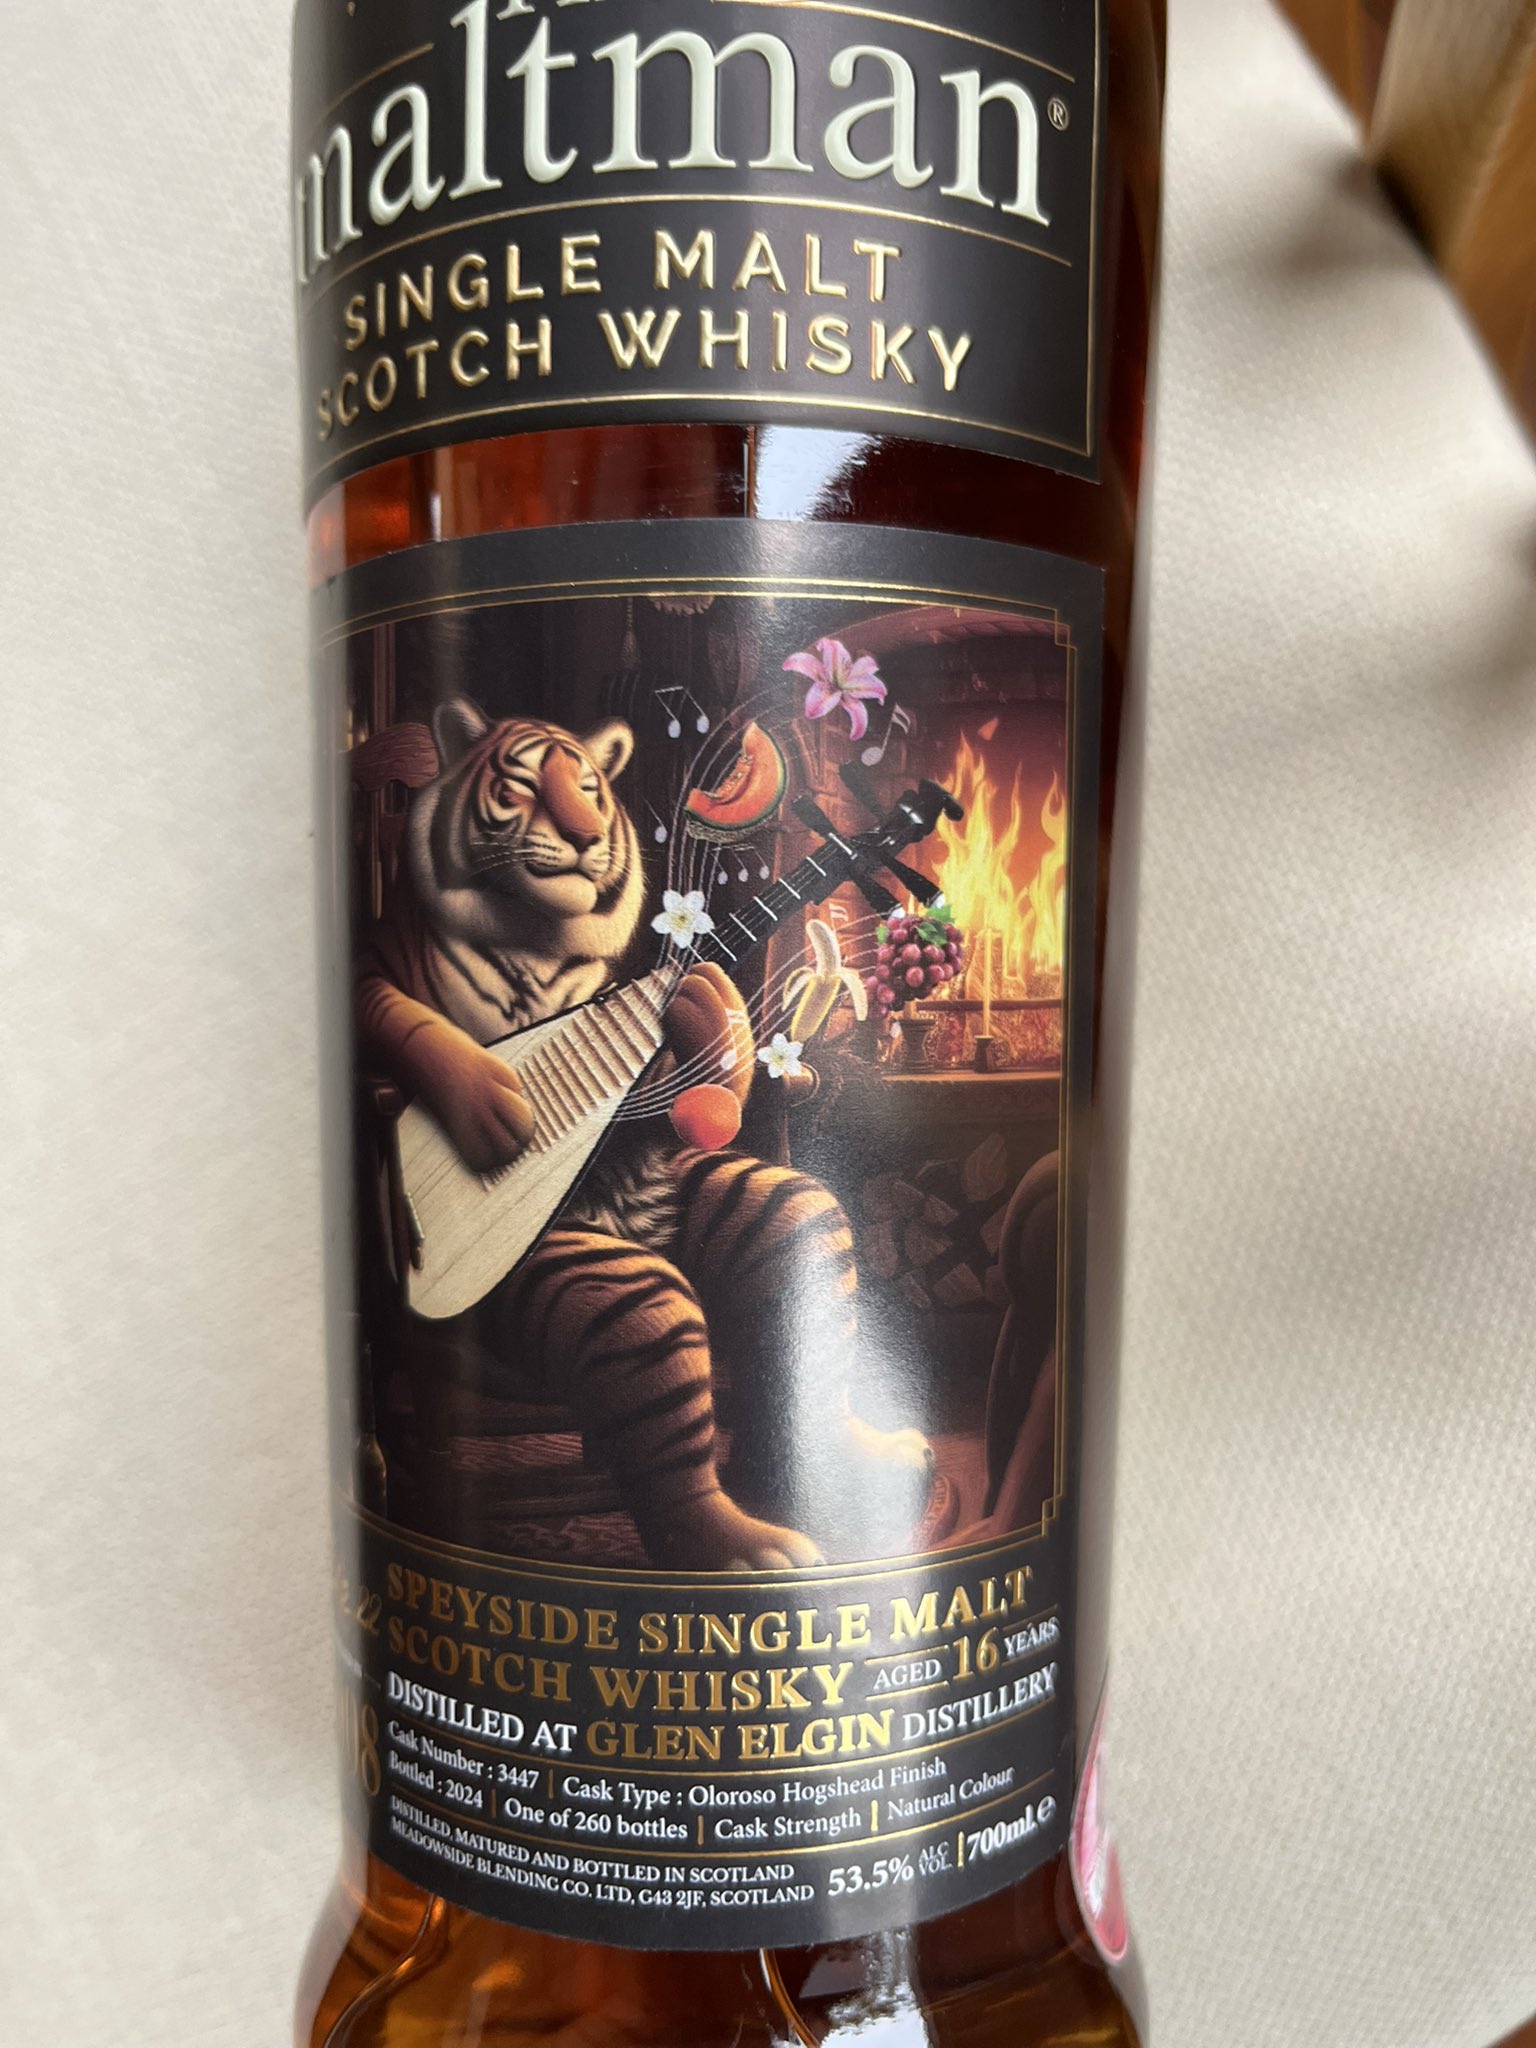 maltman®
SINGLE MALT
SCOTCH WHISKY
SPEYSIDE SINGLE MALT
SCOTCH WHISKY AGED 16 YEARS
DISTILLED AT GLEN ELGIN DISTILLERY
Cask Number : 3447 | Cask Type : Oloroso Hogshead Finish
Bottled : 2024 | One of 260 bottles | Cask Strength | Natural Colour
DISTILLED, MATURED AND BOTTLED IN SCOTLAND
MEADOWSIDE BLENDING CO. LTD, G43 2JF, SCOTLAND
53.5% ALC VOL. | 700ml.℮